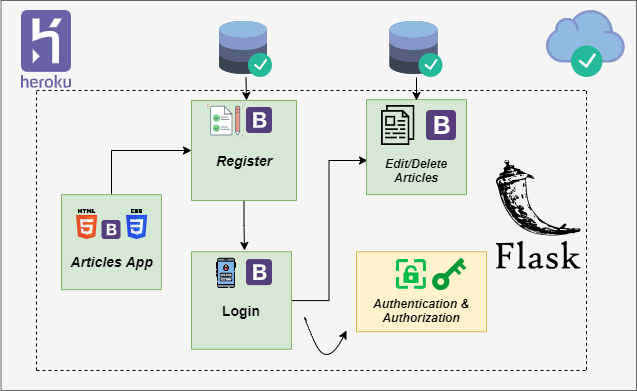 heroku
B
Register
B
Edit/Delete
Articles
HTML
5
B
CSS
3
Articles App
B
Login
Authentication &
Authorization
Flask